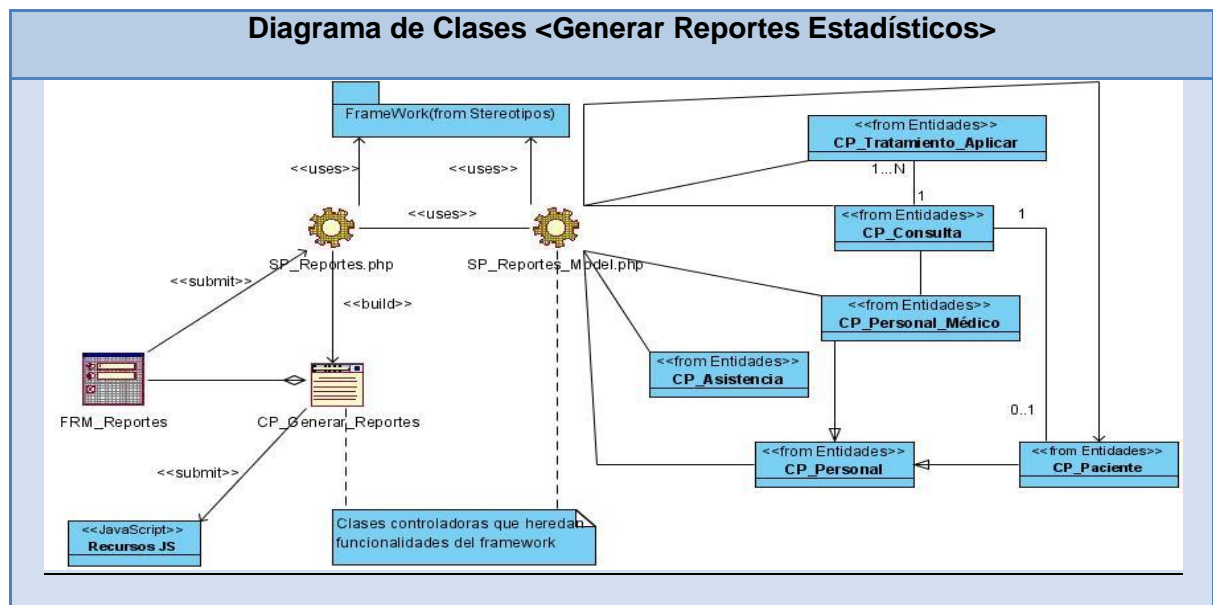 Diagrama de Clases <Generar Reportes Estadísticos>
FrameWork(from Stereotipos)
<<uses>>
<<uses>>
<<uses>>
SP_Reportes.php
SP_Reportes_Model.php
<<submit>>
<<build>>
FRM_Reportes
CP_Generar_Reportes
<<submit>>
<<JavaScript>>
Recursos JS
Clases controladoras que heredan
funcionalidades del framework
<<from Entidades>>
CP_Tratamiento_Aplicar
1...N
1
<<from Entidades>>
CP_Consulta
1
<<from Entidades>>
CP_Personal_Médico
<<from Entidades>>
CP_Asistencia
0..1
<<from Entidades>>
CP_Personal
<<from Entidades>>
CP_Paciente